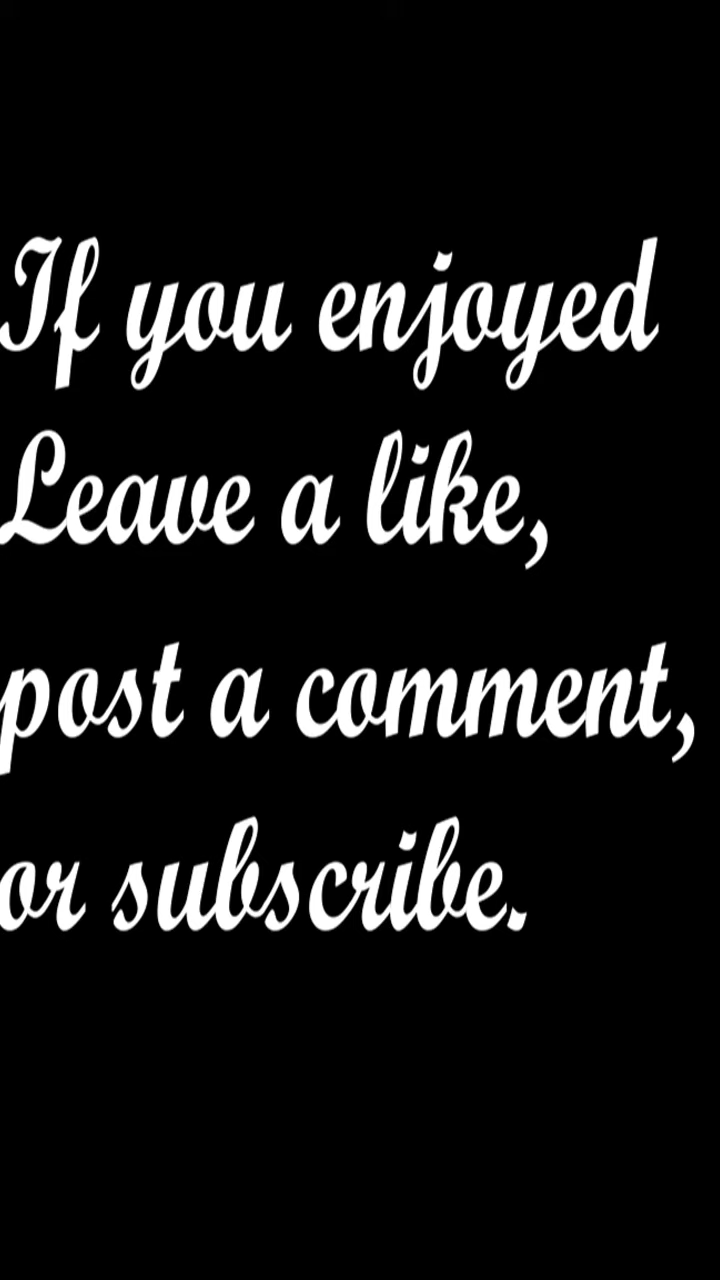 If you enjoyed
Leave a like,
post a comment,
or subscribe.